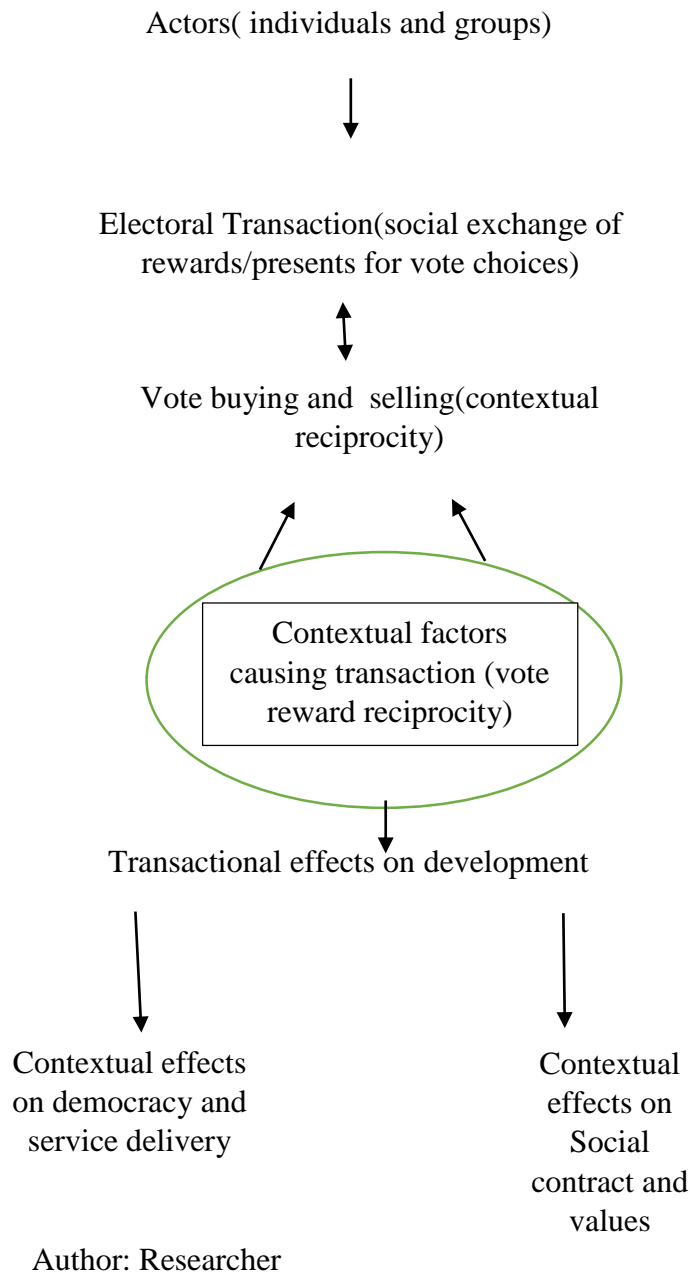 Actors( individuals and groups)
Electoral Transaction(social exchange of
rewards/presents for vote choices)
Vote buying and  selling(contextual
reciprocity)
Contextual factors
causing transaction (vote
reward reciprocity)
Transactional effects on development
Contextual effects
on democracy and
service delivery
Contextual
effects on
Social
contract and
values
Author: Researcher